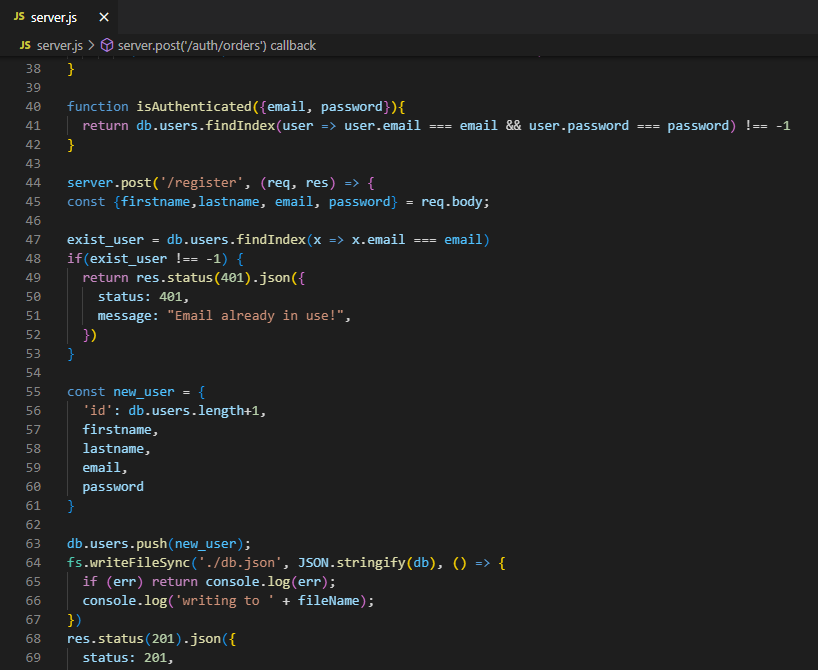 JS server.js ×
JS server.js > server.post('/auth/orders') callback
38 }
39
40 function isAuthenticated({email, password}){
41   return db.users.findIndex(user => user.email === email && user.password === password) !== -1
42 }
43
44 server.post('/register', (req, res) => {
45 const {firstname,lastname, email, password} = req.body;
46
47 exist_user = db.users.findIndex(x => x.email === email)
48 if(exist_user !== -1) {
49   return res.status(401).json({
50     status: 401,
51     message: "Email already in use!",
52   })
53 }
54
55 const new_user = {
56   'id': db.users.length+1,
57   firstname,
58   lastname,
59   email,
60   password
61 }
62
63 db.users.push(new_user);
64 fs.writeFileSync('./db.json', JSON.stringify(db), () => {
65   if (err) return console.log(err);
66   console.log('writing to ' + fileName);
67 })
68 res.status(201).json({
69   status: 201,